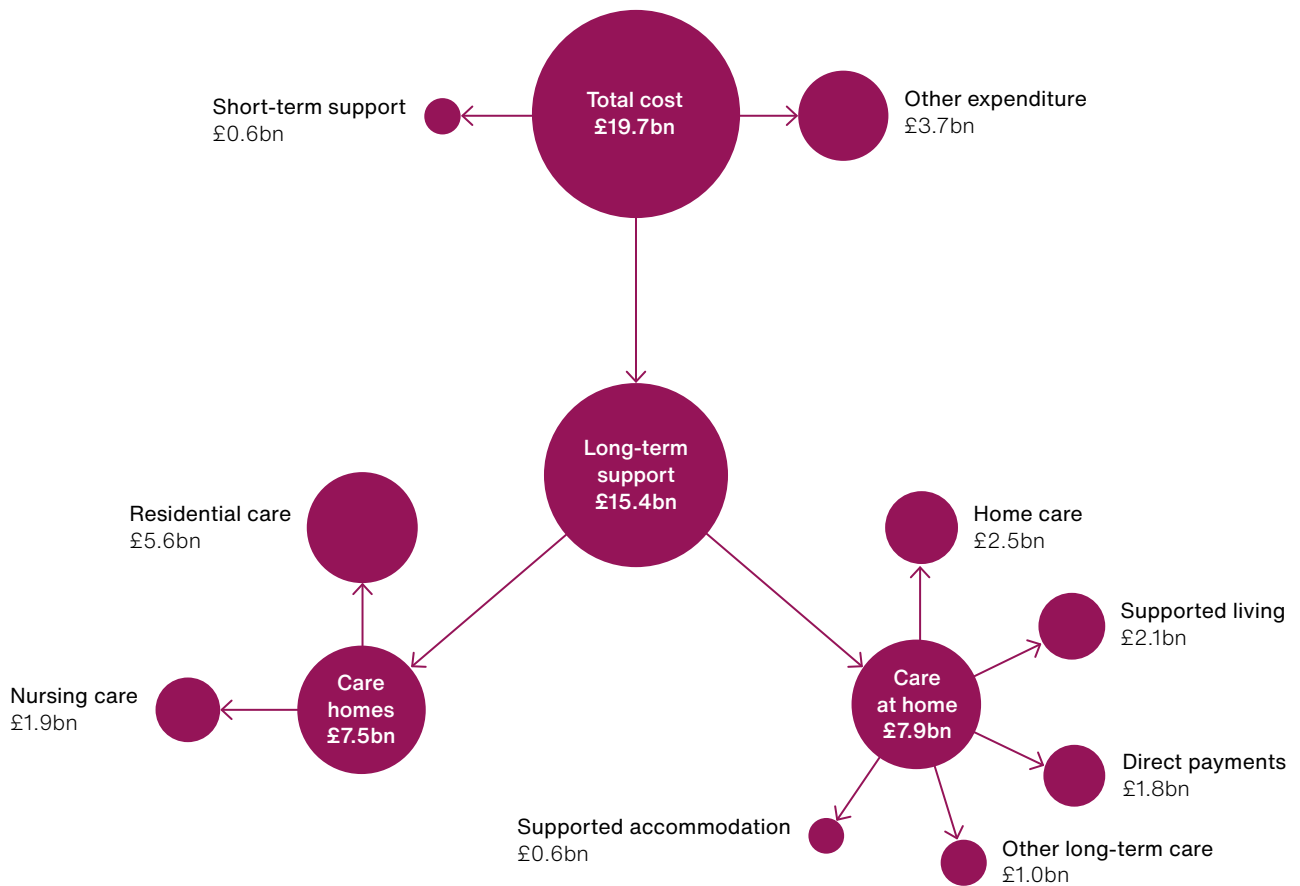 Total cost
£19.7bn
Short-term support
£0.6bn
Other expenditure
£3.7bn
Long-term
support
£15.4bn
Residential care
£5.6bn
Home care
£2.5bn
Supported living
£2.1bn
Nursing care
£1.9bn
Care
homes
£7.5bn
Care
at home
£7.9bn
Direct payments
£1.8bn
Supported accommodation
£0.6bn
Other long-term care
£1.0bn